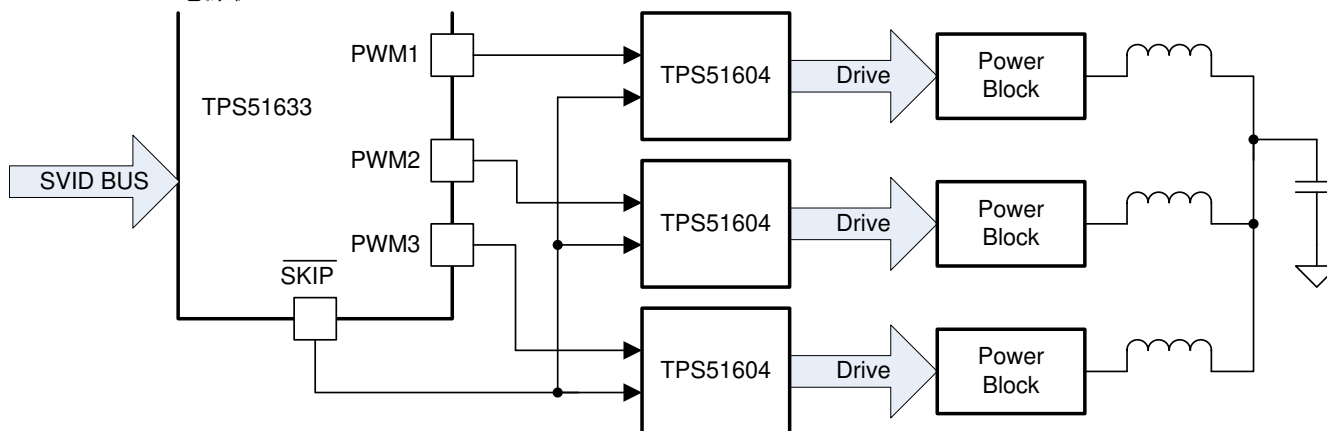 PWM1
TPS51633
PWM2
PWM3
SKIP
SVID BUS
TPS51604
Drive
Power
Block
TPS51604
Drive
Power
Block
TPS51604
Drive
Power
Block